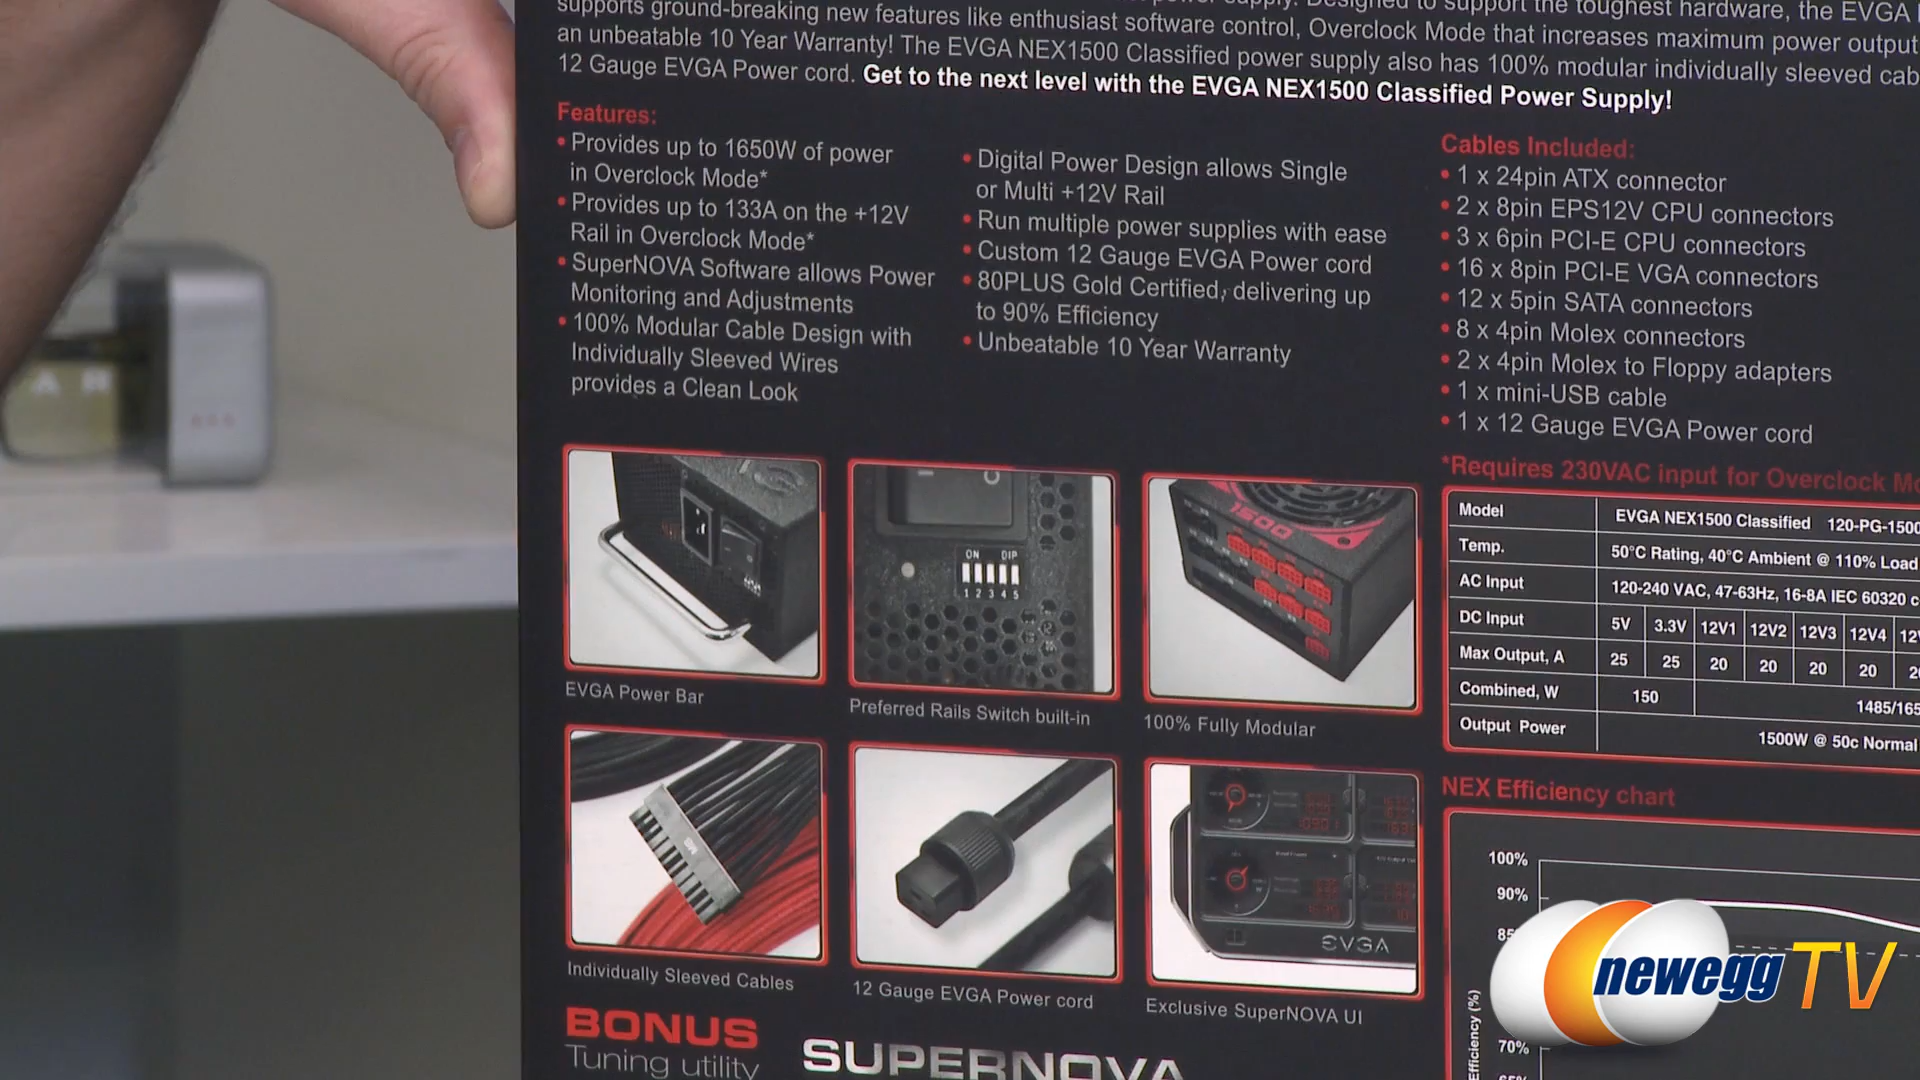 supports ground-breaking new features like enthusiast software control, Overclock Mode that increases maximum power output
an unbeatable 10 Year Warranty! The EVGA NEX1500 Classified power supply also has 100% modular individually sleeved cab
12 Gauge EVGA Power cord. Get to the next level with the EVGA NEX1500 Classified Power Supply!
Features:
• Provides up to 1650W of power
in Overclock Mode*
• Provides up to 133A on the +12V
Rail in Overclock Mode*
• SuperNOVA Software allows Power
Monitoring and Adjustments
• 100% Modular Cable Design with
Individually Sleeved Wires
provides a Clean Look
• Digital Power Design allows Single
or Multi +12V Rail
• Run multiple power supplies with ease
• Custom 12 Gauge EVGA Power cord
• 80PLUS Gold Certified, delivering up
to 90% Efficiency
• Unbeatable 10 Year Warranty
Cables Included:
• 1 x 24pin ATX connector
• 2 x 8pin EPS12V CPU connectors
• 3 x 6pin PCI-E CPU connectors
• 16 x 8pin PCI-E VGA connectors
• 12 x 5pin SATA connectors
• 8 x 4pin Molex connectors
• 2 x 4pin Molex to Floppy adapters
• 1 x mini-USB cable
• 1 x 12 Gauge EVGA Power cord
*Requires 230VAC input for Overclock Mo
Model EVGA NEX1500 Classified 120-PG-1500
Temp. 50°C Rating, 40°C Ambient @ 110% Load
AC Input 120-240 VAC, 47-63Hz, 16-8A IEC 60320 c
DC Input 5V 3.3V 12V1 12V2 12V3 12V4 12V
Max Output, A 25 25 20 20 20 20 20
Combined, W 150 1485/165
Output Power 1500W @ 50c Normal
ON DIP
1 2 3 4 5
1500
EVGA Power Bar
Preferred Rails Switch built-in
100% Fully Modular
EVGA
Individually Sleeved Cables
12 Gauge EVGA Power cord
Exclusive SuperNOVA UI
NEX Efficiency chart
100%
90%
85
70%
Efficiency (%)
BONUS
Tuning utility
SUPERNOVA
newegg TV